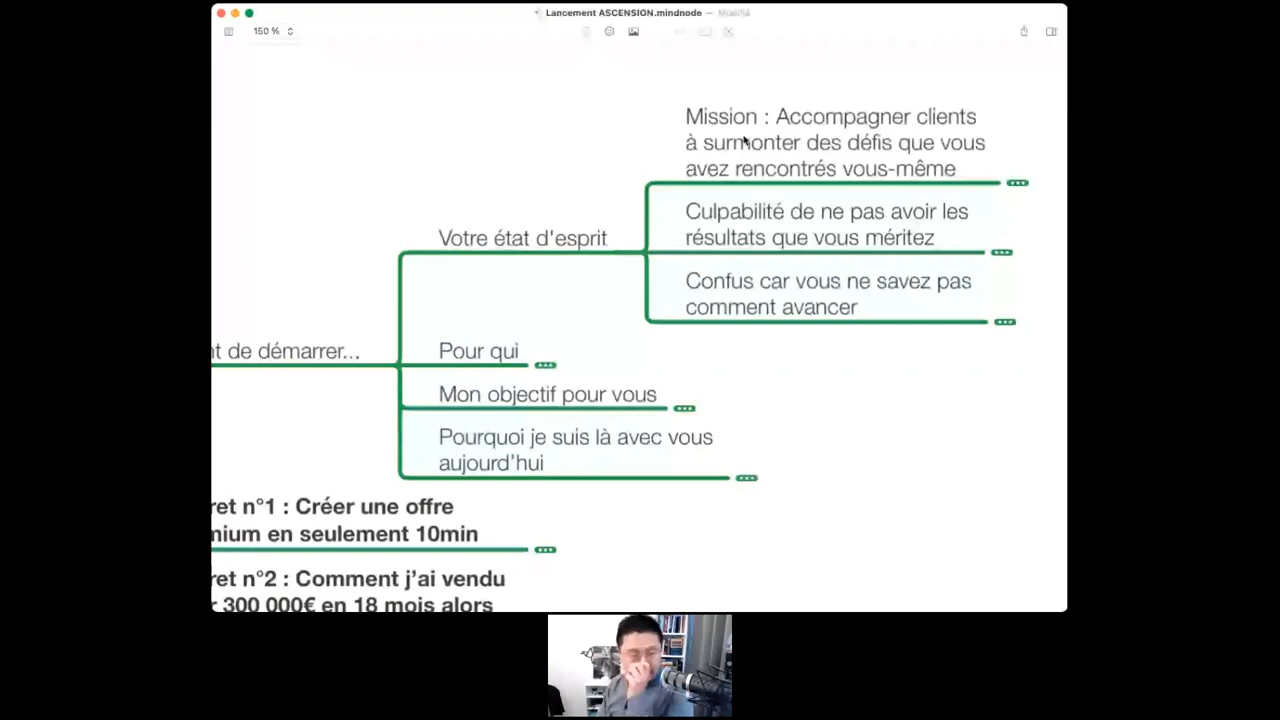 Lancement ASCENSION.mindnode — Modifié
150 %
Mission : Accompagner clients
à surmonter des défis que vous
avez rencontrés vous-même
Culpabilité de ne pas avoir les
résultats que vous méritez
Votre état d'esprit
Confus car vous ne savez pas
comment avancer
nt de démarrer...
Pour qui
Mon objectif pour vous
Pourquoi je suis là avec vous
aujourd'hui
ret n°1 : Créer une offre
mium en seulement 10min
ret n°2 : Comment j'ai vendu
r 300 000€ en 18 mois alors